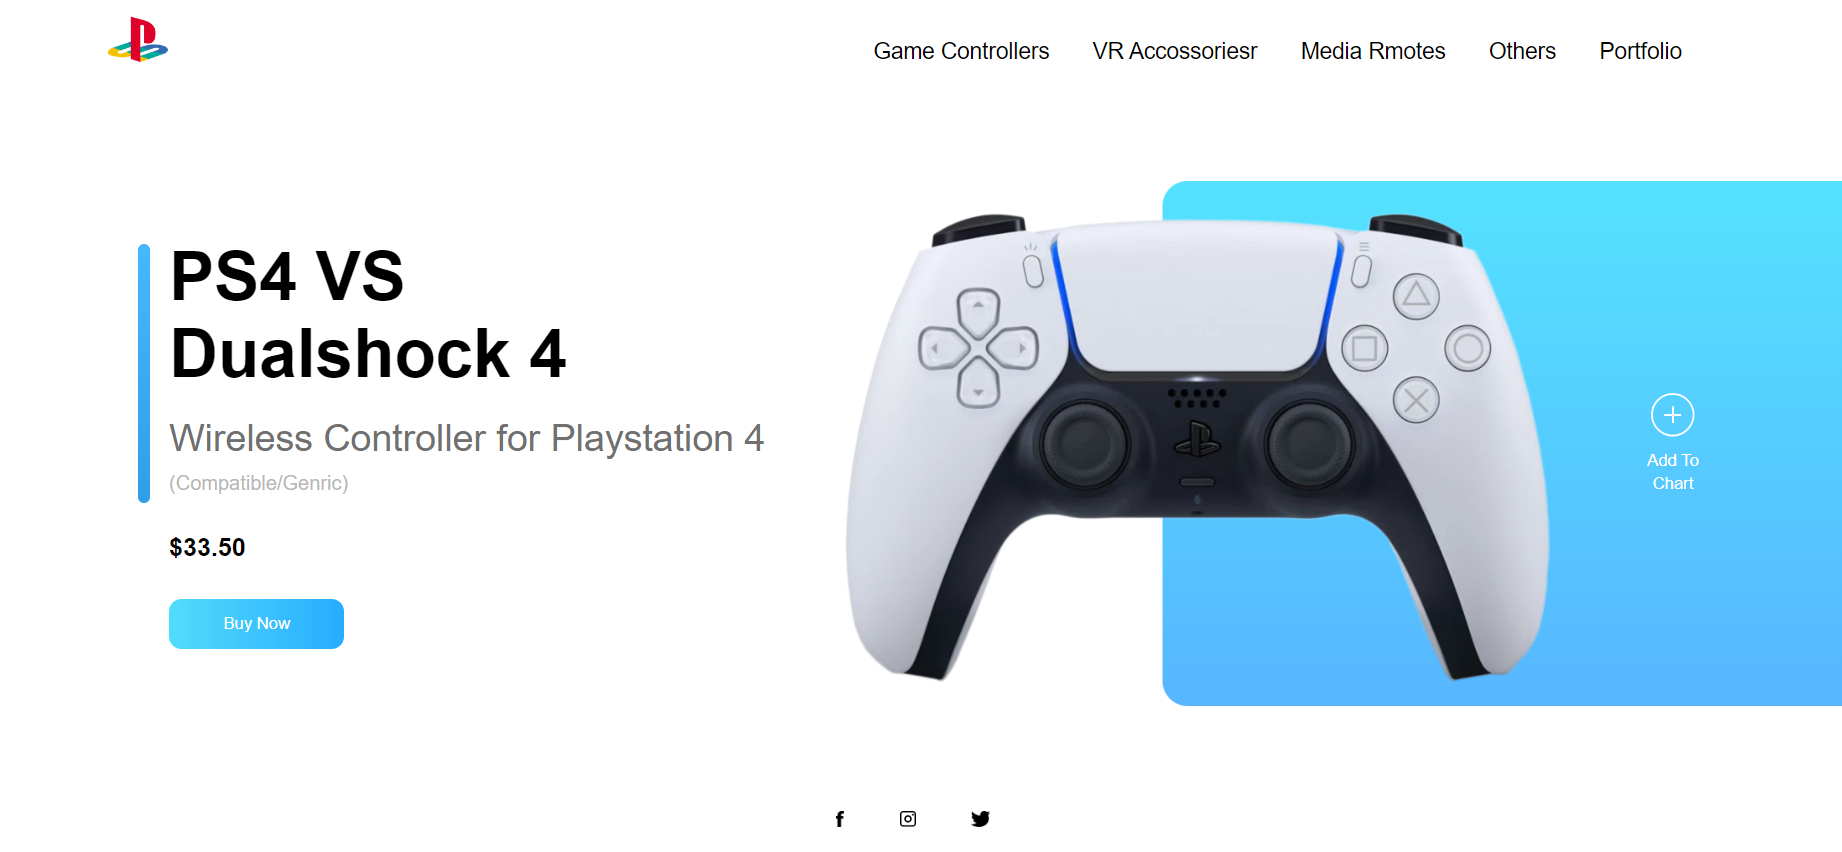 Game Controllers VR Accossoriesr Media Rmotes Others Portfolio
PS4 VS
Dualshock 4
Wireless Controller for Playstation 4
(Compatible/Genric)
$33.50
Buy Now
Add To
Chart